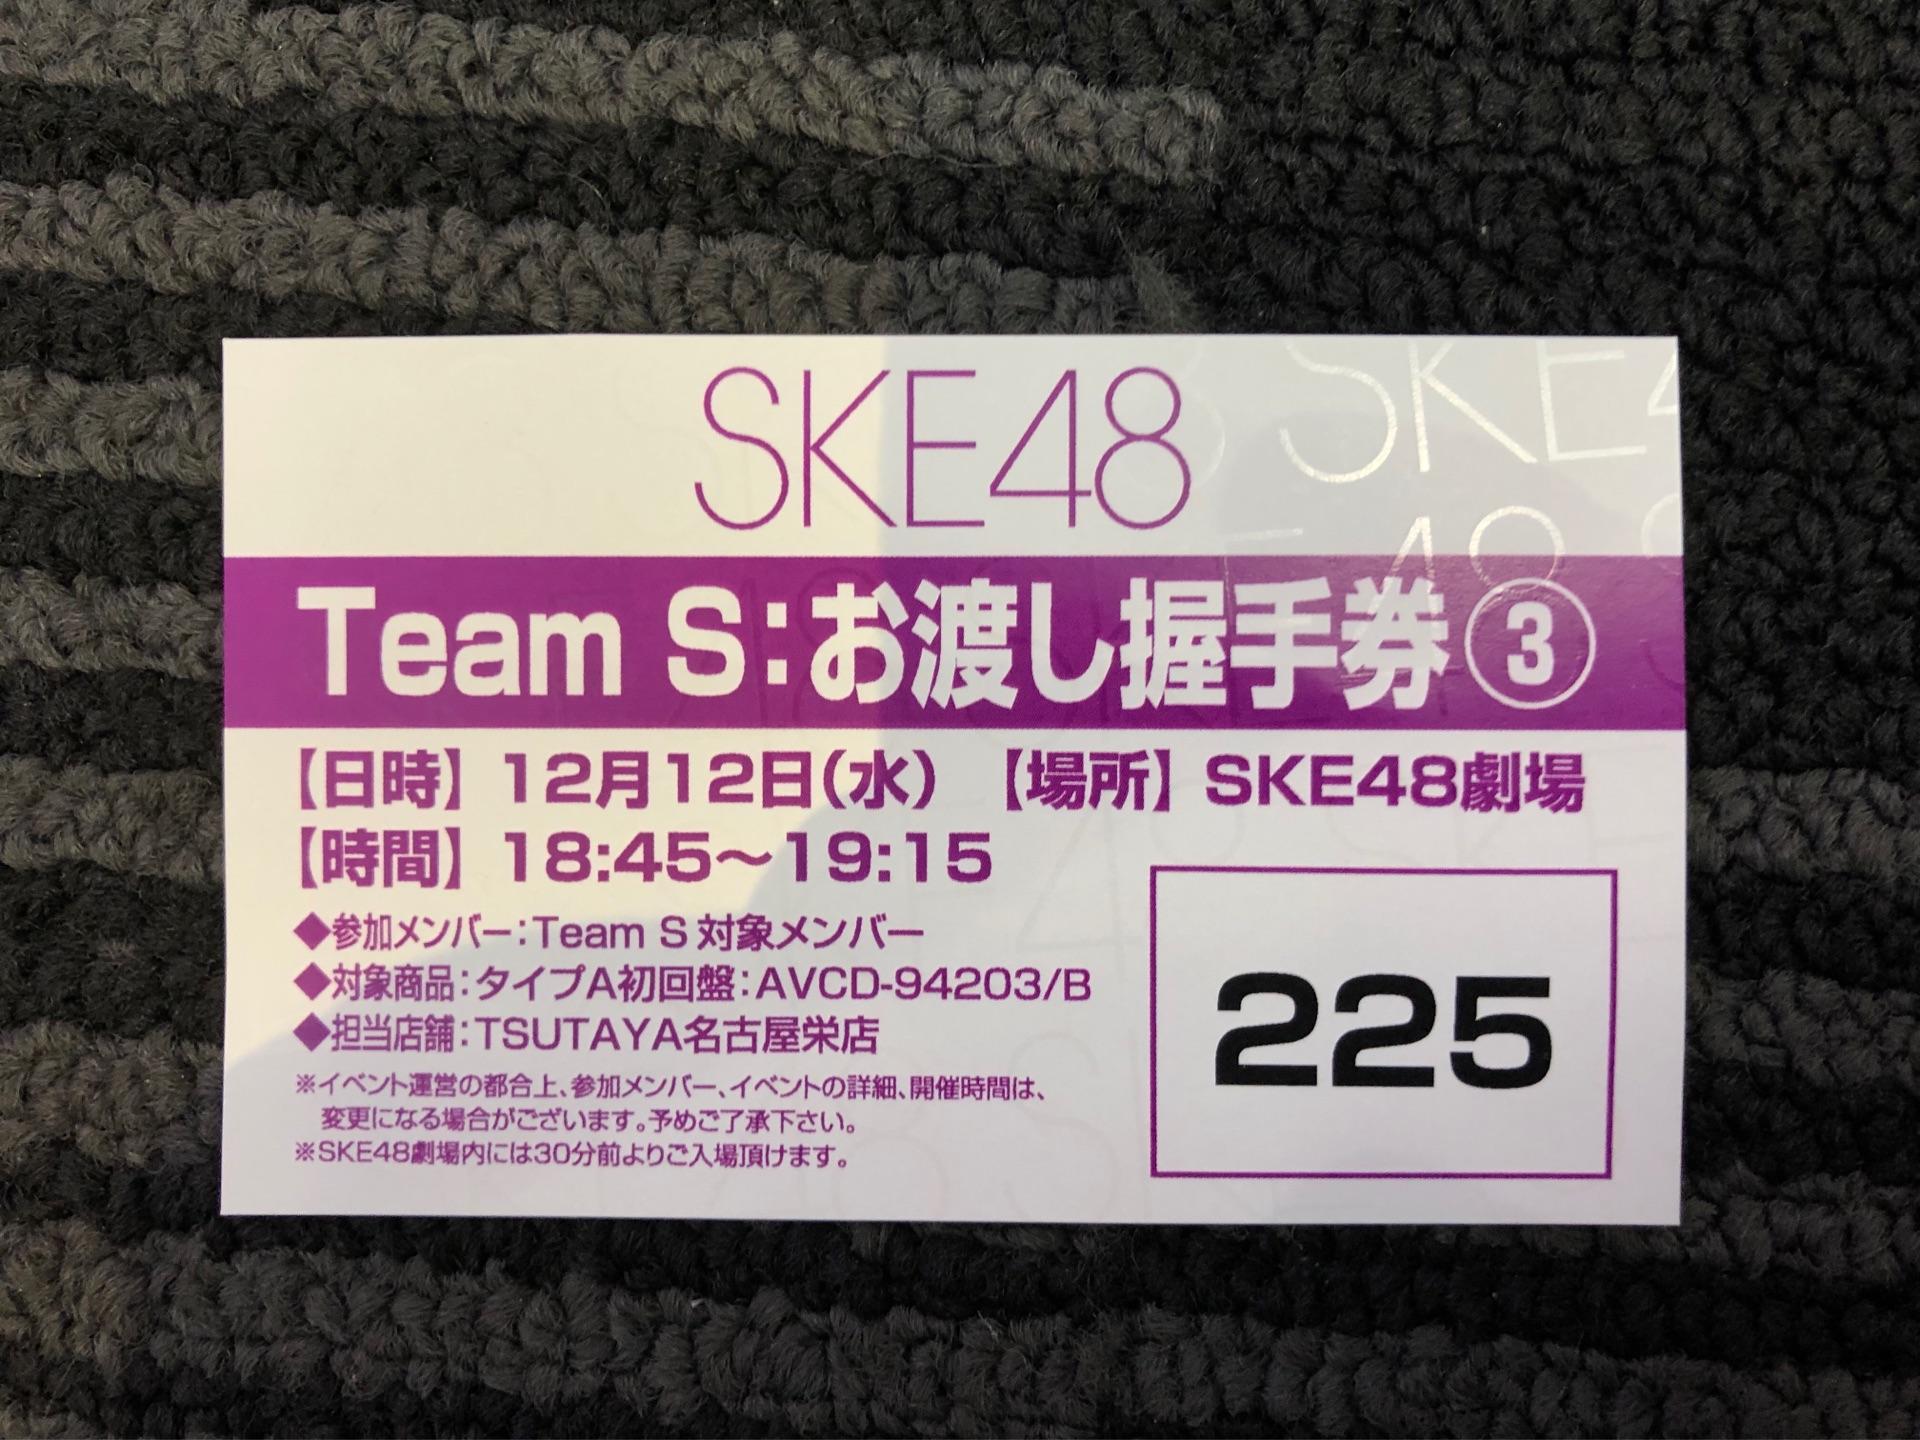 SKE48
Team S:お渡し握手券③
【日時】12月12日(水) 【場所】SKE48劇場
【時間】18:45〜19:15
◆参加メンバー:Team S 対象メンバー
◆対象商品:タイプA初回盤:AVCD-94203/B
◆担当店舗:TSUTAYA名古屋栄店
※イベント運営の都合上、参加メンバー、イベントの詳細、開催時間は、
変更になる場合がございます。予めご了承下さい。
※SKE48劇場内には30分前よりご入場頂けます。
225